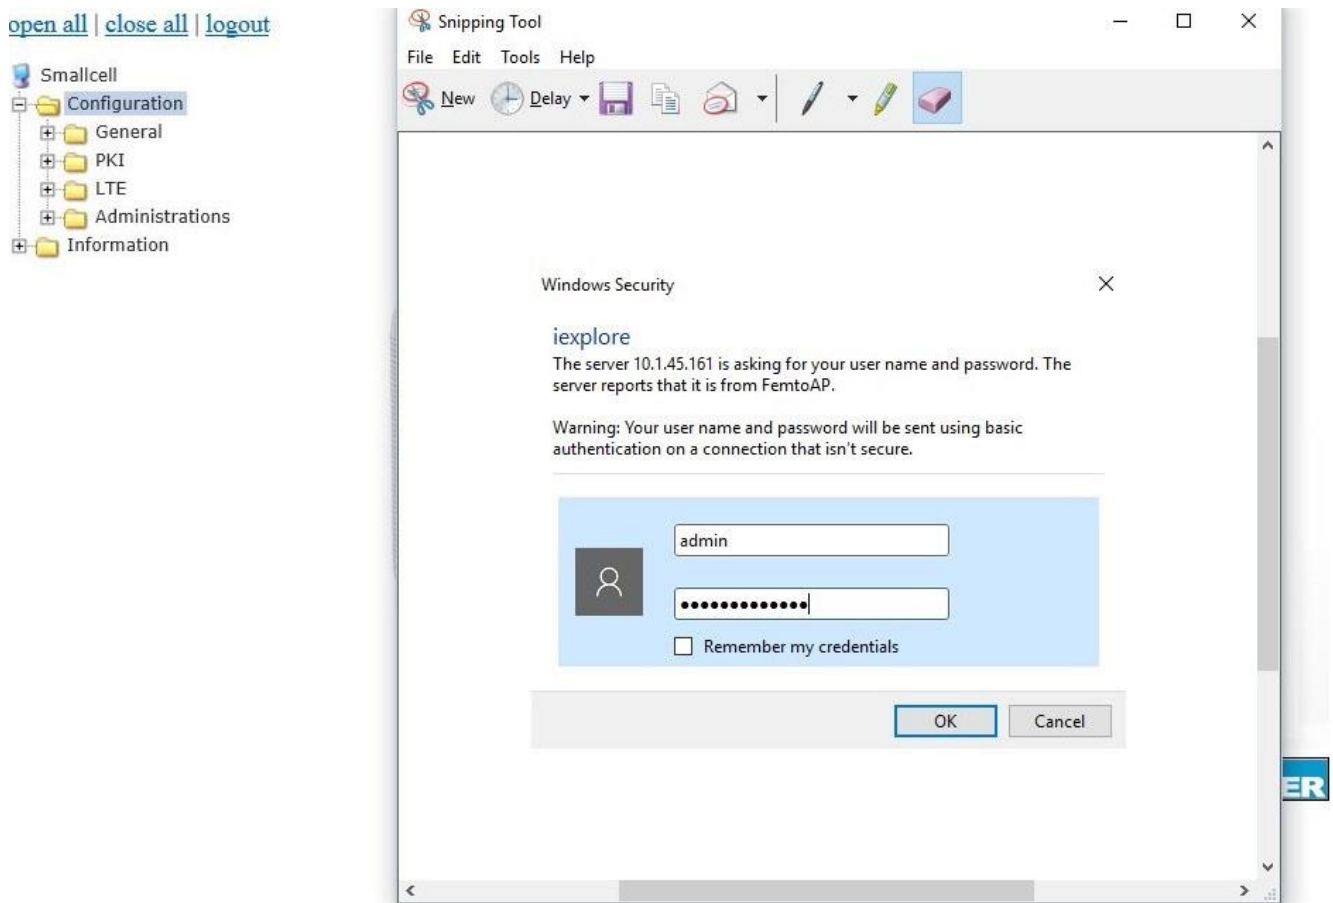 open all | close all | logout
Smallcell
Configuration
General
PKI
LTE
Administrations
Information
Snipping Tool
File Edit Tools Help
New Delay
Windows Security
iexplore
The server 10.1.45.161 is asking for your user name and password. The
server reports that it is from FemtoAP.
Warning: Your user name and password will be sent using basic
authentication on a connection that isn't secure.
admin
•••••••••••••
Remember my credentials
OK Cancel
ER